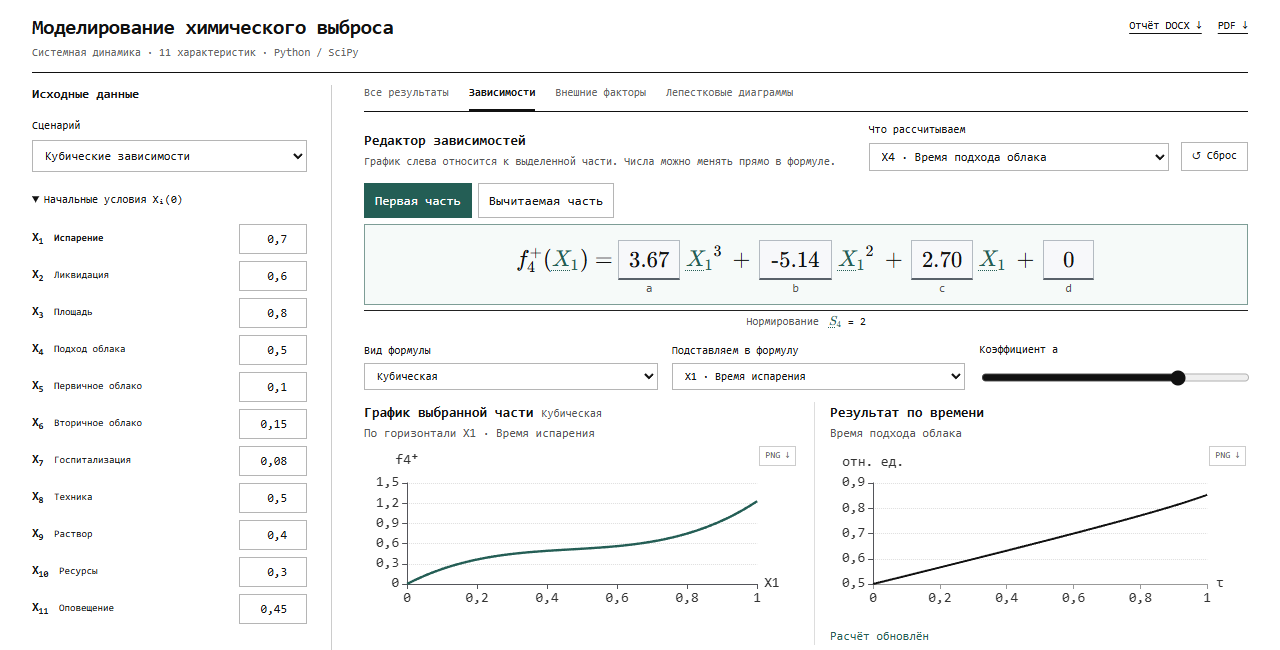 Моделирование химического выброса
Отчёт DOCX ↓ PDF ↓
Системная динамика · 11 характеристик · Python / SciPy
Исходные данные
Сценарий
Кубические зависимости
▼ Начальные условия Xᵢ(0)
X₁ Испарение 0,7
X₂ Ликвидация 0,6
X₃ Площадь 0,8
X₄ Подход облака 0,5
X₅ Первичное облако 0,1
X₆ Вторичное облако 0,15
X₇ Госпитализация 0,08
X₈ Техника 0,5
X₉ Раствор 0,4
X₁₀ Ресурсы 0,3
X₁₁ Оповещение 0,45
Все результаты Зависимости Внешние факторы Лепестковые диаграммы
Редактор зависимостей
График слева относится к выделенной части. Числа можно менять прямо в формуле.
Что рассчитываем
X4 · Время подхода облака
↺ Сброс
Первая часть Вычитаемая часть
f₄⁺(X₁) = 3.67 X₁³ + -5.14 X₁² + 2.70 X₁ + 0
a b c d
Нормирование S₄ = 2
Вид формулы
Кубическая
Подставляем в формулу
X1 · Время испарения
Коэффициент a
График выбранной части Кубическая
По горизонтали X1 · Время испарения
PNG ↓
f4⁺
1,5
1,2
0,9
0,6
0,3
0
X1
0 0,2 0,4 0,6 0,8 1
Результат по времени
Время подхода облака
PNG ↓
отн. ед.
0,9
0,8
0,7
0,6
0,5
τ
0 0,2 0,4 0,6 0,8 1
Расчёт обновлён